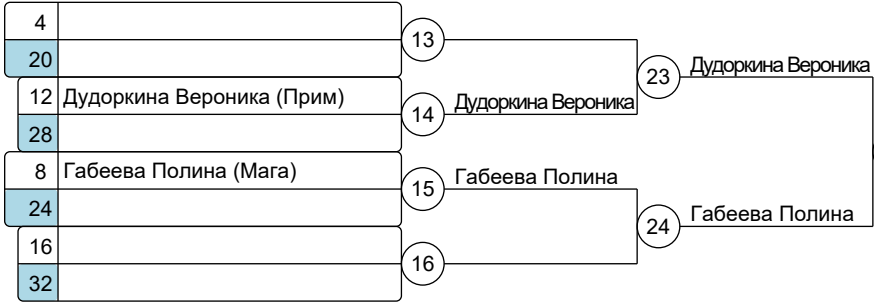 4
13
20
Дудоркина Вероника
23
12 Дудоркина Вероника (Прим)
14 Дудоркина Вероника
28
8 Габеева Полина (Мага)
15 Габеева Полина
24
Габеева Полина
24
16
16
32